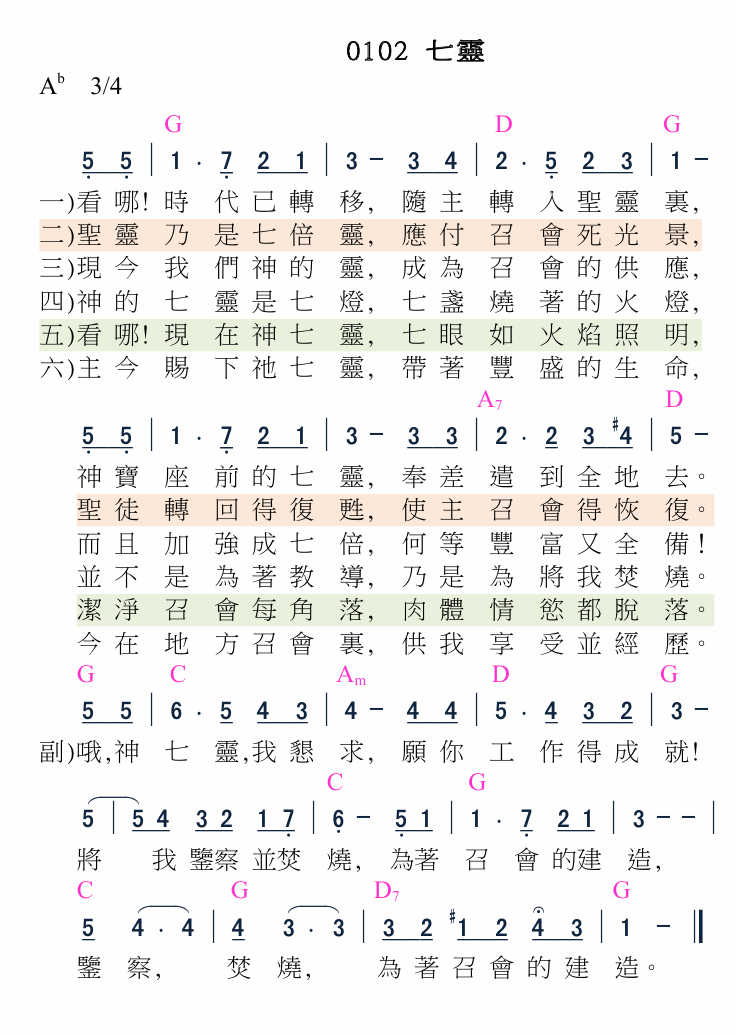 0102 七靈
A♭ 3/4
G D G
5 5 | 1 · 7 2 1 | 3 – 3 4 | 2 · 5 2 3 | 1 –
一)看哪!時代已轉移,隨主轉入聖靈裏,
二)聖靈乃是七倍靈,應付召會死光景,
三)現今我們神的靈,成為召會的供應,
四)神的七靈是七燈,七盞燒著的火燈,
五)看哪!現在神七靈,七眼如火焰照明,
六)主今賜下祂七靈,帶著豐盛的生命,
A7 D
5 5 | 1 · 7 2 1 | 3 – 3 3 | 2 · 2 3 #4 | 5 –
神寶座前的七靈,奉差遣到全地去。
聖徒轉回得復甦,使主召會得恢復。
而且加強成七倍,何等豐富又全備!
並不是為著教導,乃是為將我焚燒。
潔淨召會每角落,肉體情慾都脫落。
今在地方召會裏,供我享受並經歷。
G C Am D G
5 5 | 6 · 5 4 3 | 4 – 4 4 | 5 · 4 3 2 | 3 –
副)哦,神七靈,我懇求,願你工作得成就!
C G
5 | 5 4 3 2 1 7 | 6 – 5 1 | 1 · 7 2 1 | 3 – – |
將 我鑒察並焚燒,為著召會的建造,
C G D7 G
5 4 · 4 | 4 3 · 3 | 3 2 #1 2 4 3 | 1 – ‖
鑒察,焚燒,為著召會的建造。